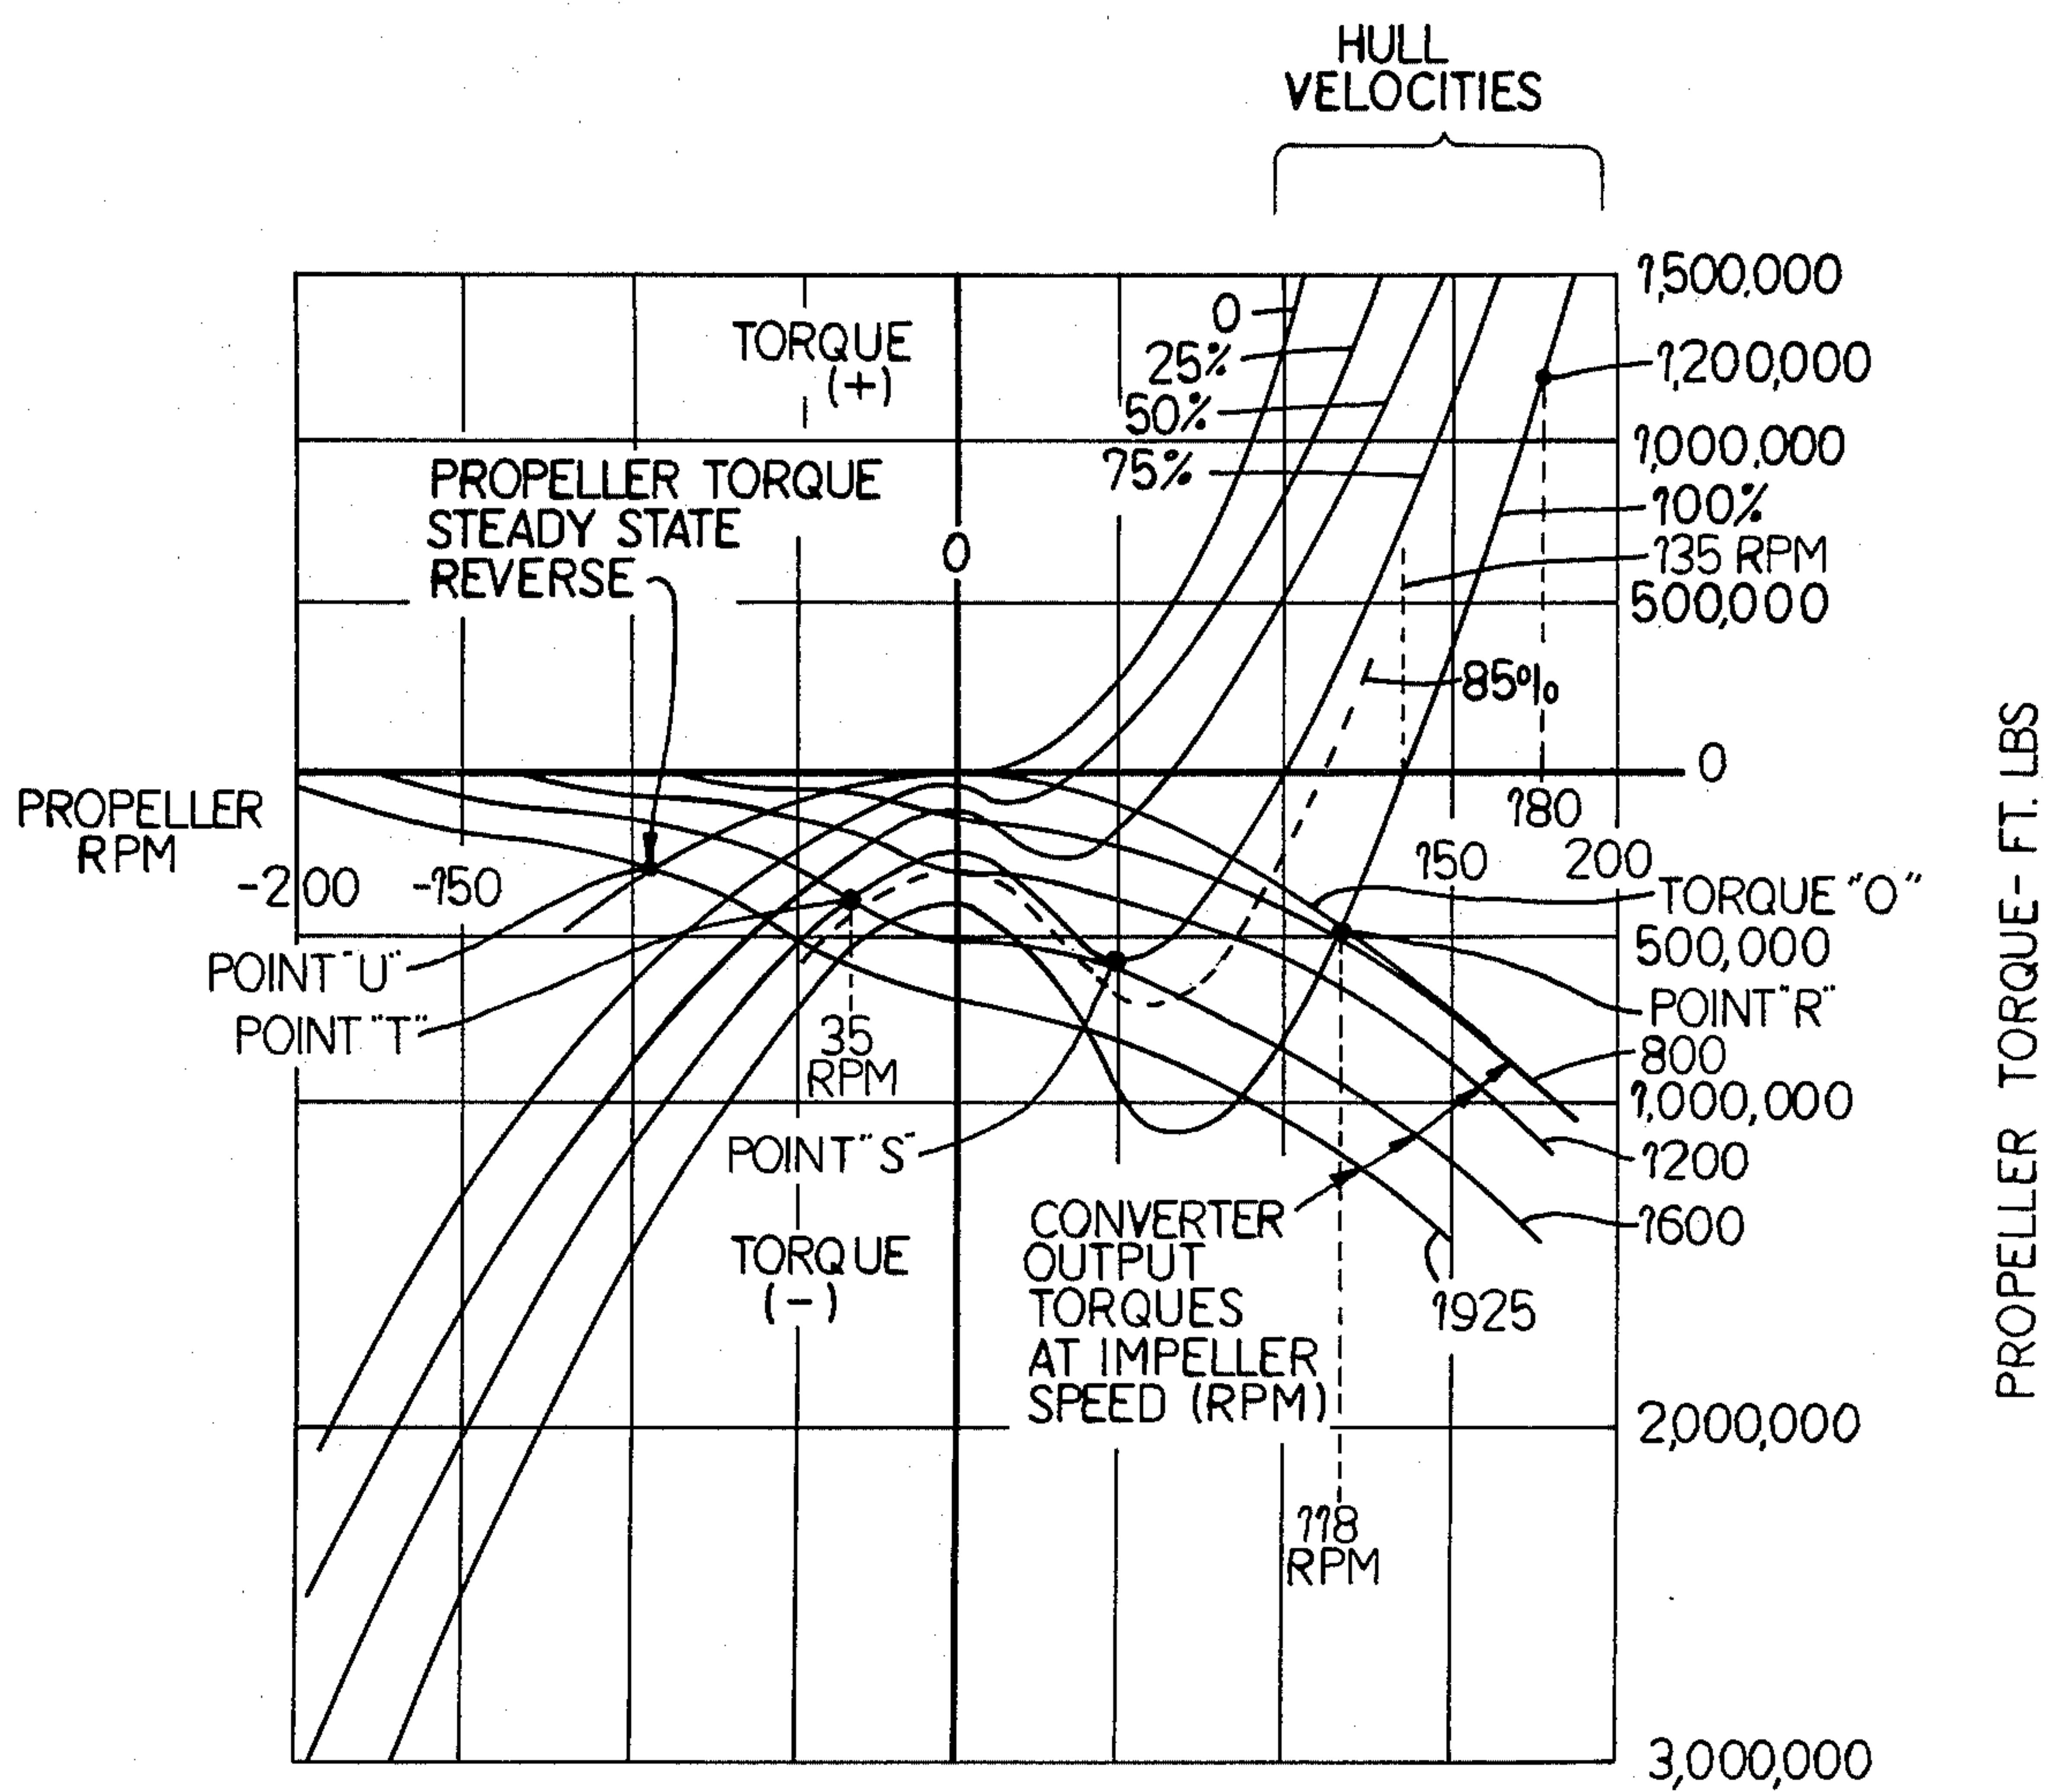 HULL
VELOCITIES
1,500,000
0
TORQUE
(+)
25%
1,200,000
50%
1,000,000
75%
PROPELLER TORQUE
STEADY STATE
REVERSE
100%
0
135 RPM
500,000
85%
0
PROPELLER
RPM
180
-200
-150
150
200
TORQUE "O"
500,000
POINT "U"
POINT "R"
POINT "T"
35
RPM
800
1,000,000
POINT "S"
1200
CONVERTER
OUTPUT
TORQUES
AT IMPELLER
SPEED (RPM)
1600
TORQUE
(-)
1925
2,000,000
118
RPM
3,000,000
PROPELLER TORQUE - FT. LBS